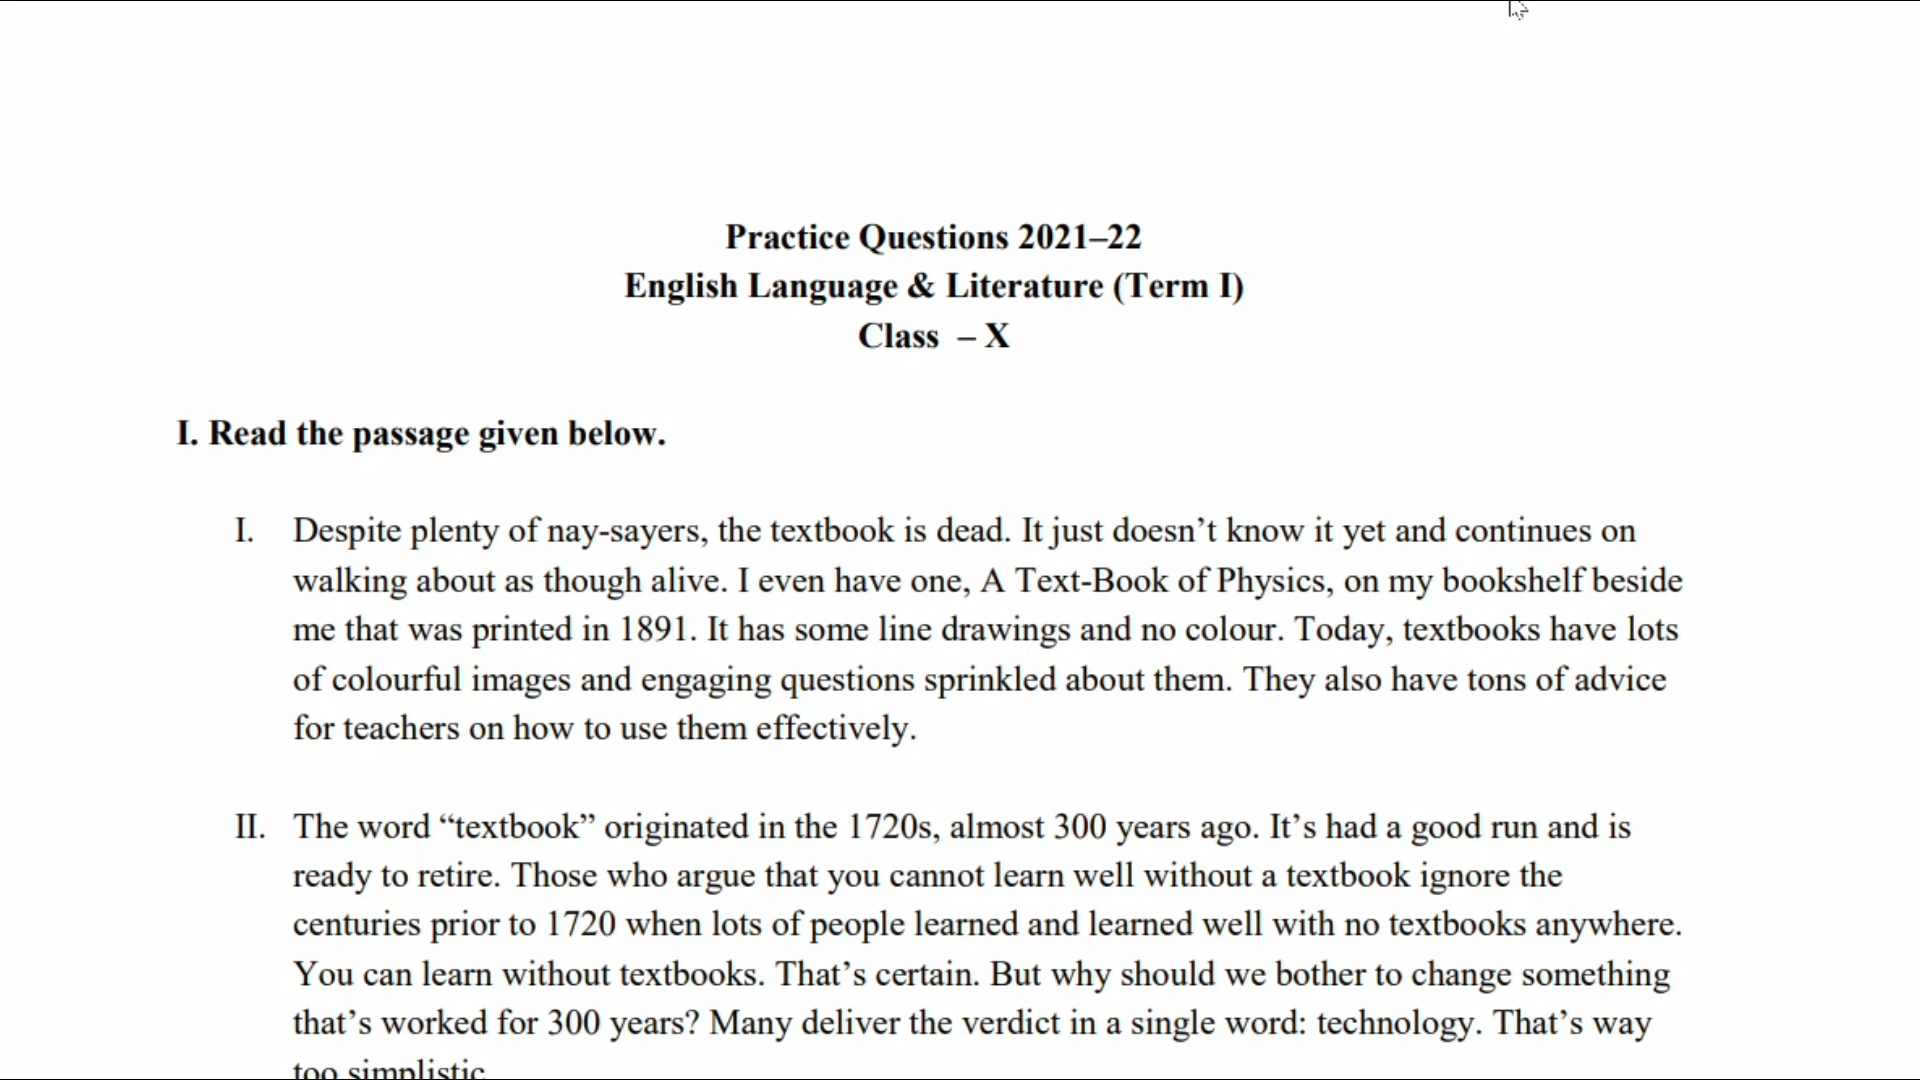 Practice Questions 2021–22
English Language & Literature (Term I)
Class – X
I. Read the passage given below.
I. Despite plenty of nay-sayers, the textbook is dead. It just doesn’t know it yet and continues on
walking about as though alive. I even have one, A Text-Book of Physics, on my bookshelf beside
me that was printed in 1891. It has some line drawings and no colour. Today, textbooks have lots
of colourful images and engaging questions sprinkled about them. They also have tons of advice
for teachers on how to use them effectively.
II. The word “textbook” originated in the 1720s, almost 300 years ago. It’s had a good run and is
ready to retire. Those who argue that you cannot learn well without a textbook ignore the
centuries prior to 1720 when lots of people learned and learned well with no textbooks anywhere.
You can learn without textbooks. That’s certain. But why should we bother to change something
that’s worked for 300 years? Many deliver the verdict in a single word: technology. That’s way
too simplistic